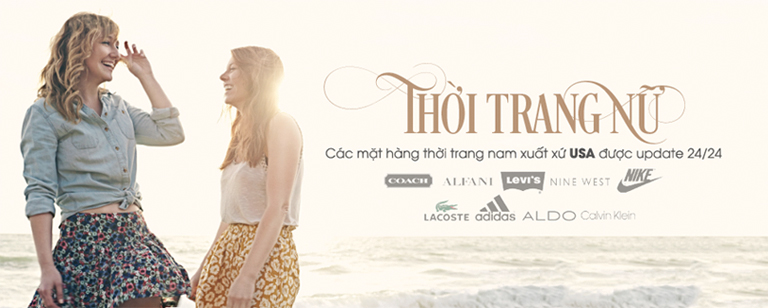 THỜI TRANG NỮ
Các mặt hàng thời trang nam xuất xứ USA được update 24/24
COACH ALFANI LEVI'S NINE WEST NIKE
LACOSTE adidas ALDO Calvin Klein